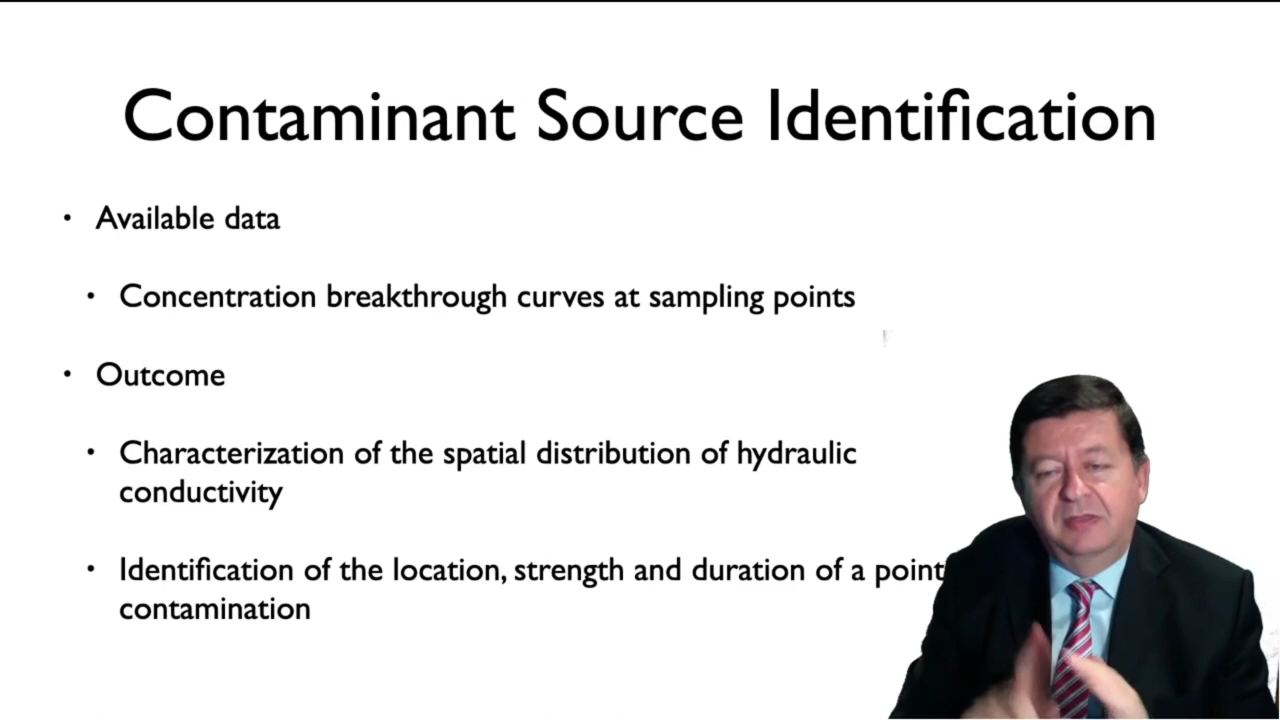 Contaminant Source Identification
• Available data
• Concentration breakthrough curves at sampling points
• Outcome
• Characterization of the spatial distribution of hydraulic
conductivity
• Identification of the location, strength and duration of a point
contamination